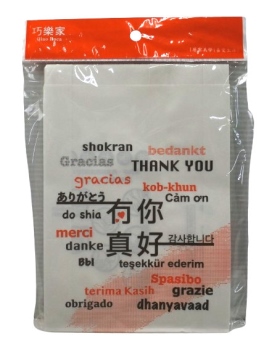 巧樂家
shokran
bedankt
Gracias
THANK YOU
gracias
kob-khun
ありがとう
Cảm ơn
do shia
有你
merci
真好
감사합니다
danke
teşekkür ederim
Spasibo
terima Kasih
grazie
obrigado
dhanyavaad